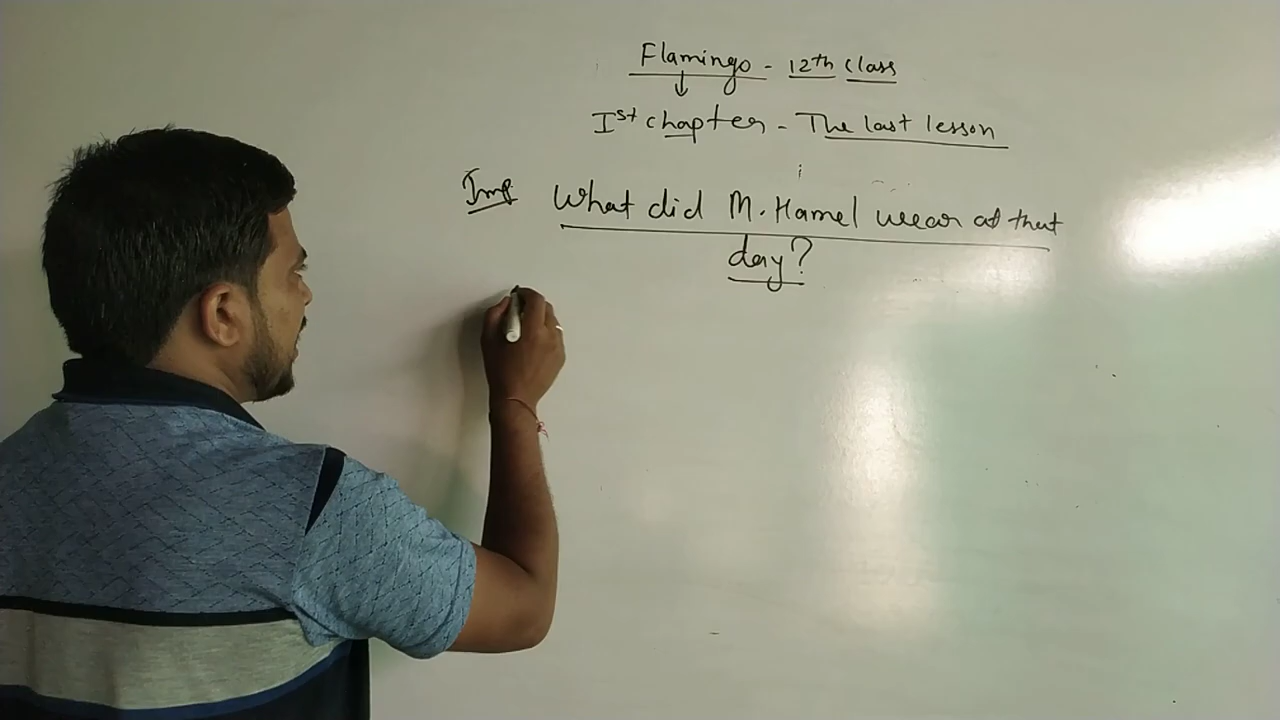 Flamingo - 12th class
Ist chapter - The last lesson
Imp What did M. Hamel wear at that
day?